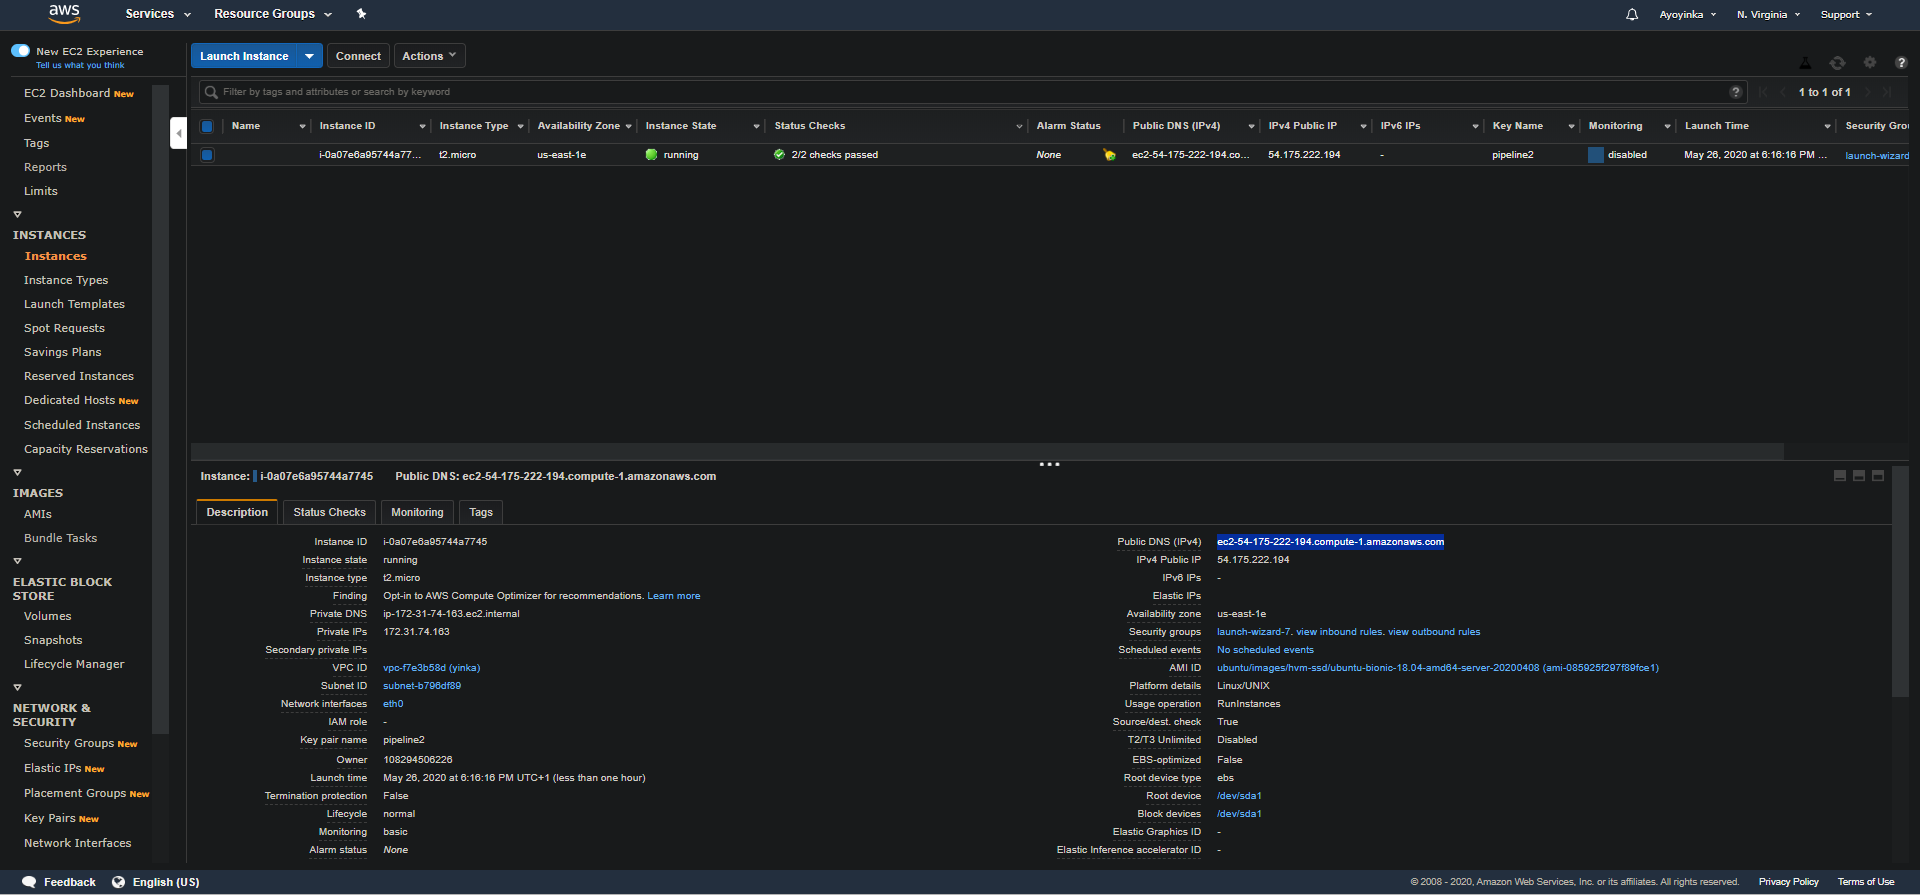 aws Services Resource Groups Ayoyinka N. Virginia Support
New EC2 Experience
Tell us what you think
EC2 Dashboard New
Events New
Tags
Reports
Limits
INSTANCES
Instances
Instance Types
Launch Templates
Spot Requests
Savings Plans
Reserved Instances
Dedicated Hosts New
Scheduled Instances
Capacity Reservations
IMAGES
AMIs
Bundle Tasks
ELASTIC BLOCK
STORE
Volumes
Snapshots
Lifecycle Manager
NETWORK &
SECURITY
Security Groups New
Elastic IPs New
Placement Groups New
Key Pairs New
Network Interfaces
Launch Instance Connect Actions
Filter by tags and attributes or search by keyword 1 to 1 of 1
Name Instance ID Instance Type Availability Zone Instance State Status Checks Alarm Status Public DNS (IPv4) IPv4 Public IP IPv6 IPs Key Name Monitoring Launch Time Security Gro
i-0a07e6a95744a77... t2.micro us-east-1e running 2/2 checks passed None ec2-54-175-222-194.co... 54.175.222.194 - pipeline2 disabled May 26, 2020 at 6:16:16 PM ... launch-wizard
Instance: i-0a07e6a95744a7745 Public DNS: ec2-54-175-222-194.compute-1.amazonaws.com
Description Status Checks Monitoring Tags
Instance ID i-0a07e6a95744a7745
Instance state running
Instance type t2.micro
Finding Opt-in to AWS Compute Optimizer for recommendations. Learn more
Private DNS ip-172-31-74-163.ec2.internal
Private IPs 172.31.74.163
Secondary private IPs
VPC ID vpc-f7e3b58d (yinka)
Subnet ID subnet-b796df89
Network interfaces eth0
IAM role -
Key pair name pipeline2
Owner 108294506226
Launch time May 26, 2020 at 6:16:16 PM UTC+1 (less than one hour)
Termination protection False
Lifecycle normal
Monitoring basic
Alarm status None
Public DNS (IPv4) ec2-54-175-222-194.compute-1.amazonaws.com
IPv4 Public IP 54.175.222.194
IPv6 IPs -
Elastic IPs
Availability zone us-east-1e
Security groups launch-wizard-7. view inbound rules. view outbound rules
Scheduled events No scheduled events
AMI ID ubuntu/images/hvm-ssd/ubuntu-bionic-18.04-amd64-server-20200408 (ami-085925f297f89fce1)
Platform details Linux/UNIX
Usage operation RunInstances
Source/dest. check True
T2/T3 Unlimited Disabled
EBS-optimized False
Root device type ebs
Root device /dev/sda1
Block devices /dev/sda1
Elastic Graphics ID -
Elastic Inference accelerator ID -
Feedback English (US) © 2008 - 2020, Amazon Web Services, Inc. or its affiliates. All rights reserved. Privacy Policy Terms of Use